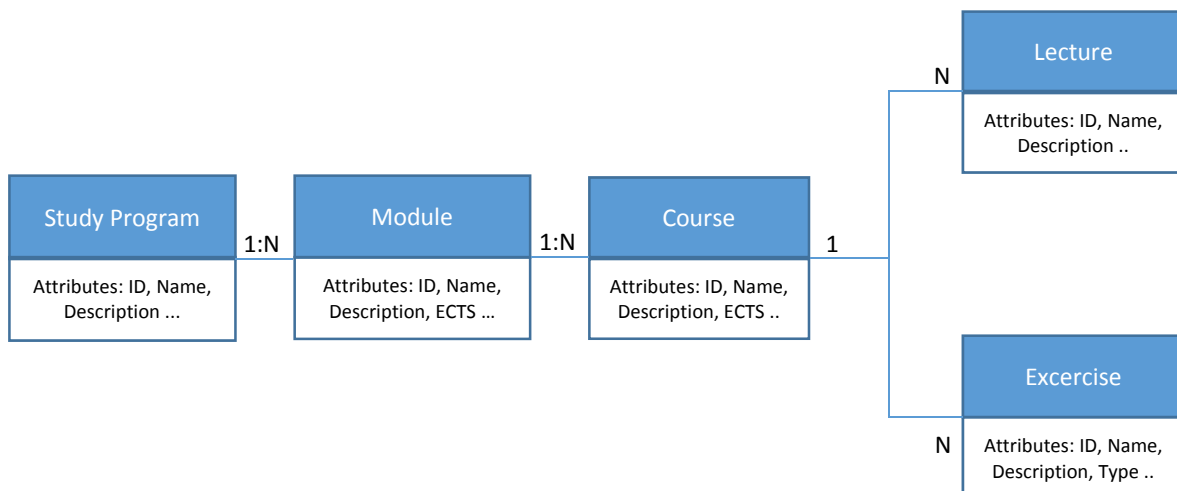 Study Program
Attributes: ID, Name,
Description ...
1:N
Module
Attributes: ID, Name,
Description, ECTS …
1:N
Course
Attributes: ID, Name,
Description, ECTS ..
1
N
Lecture
Attributes: ID, Name,
Description ..
N
Excercise
Attributes: ID, Name,
Description, Type ..